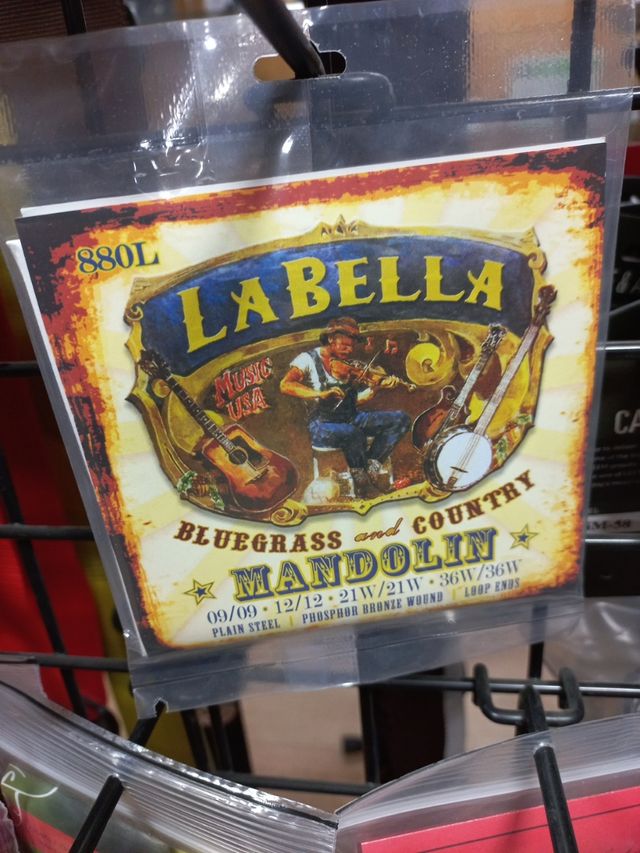 880L
LABELLA
MUSIC
USA
BLUEGRASS and COUNTRY
MANDOLIN
09/09 • 12/12 • 21W/21W • 36W/36W
PLAIN STEEL | PHOSPHOR BRONZE WOUND | LOOP ENDS
CA